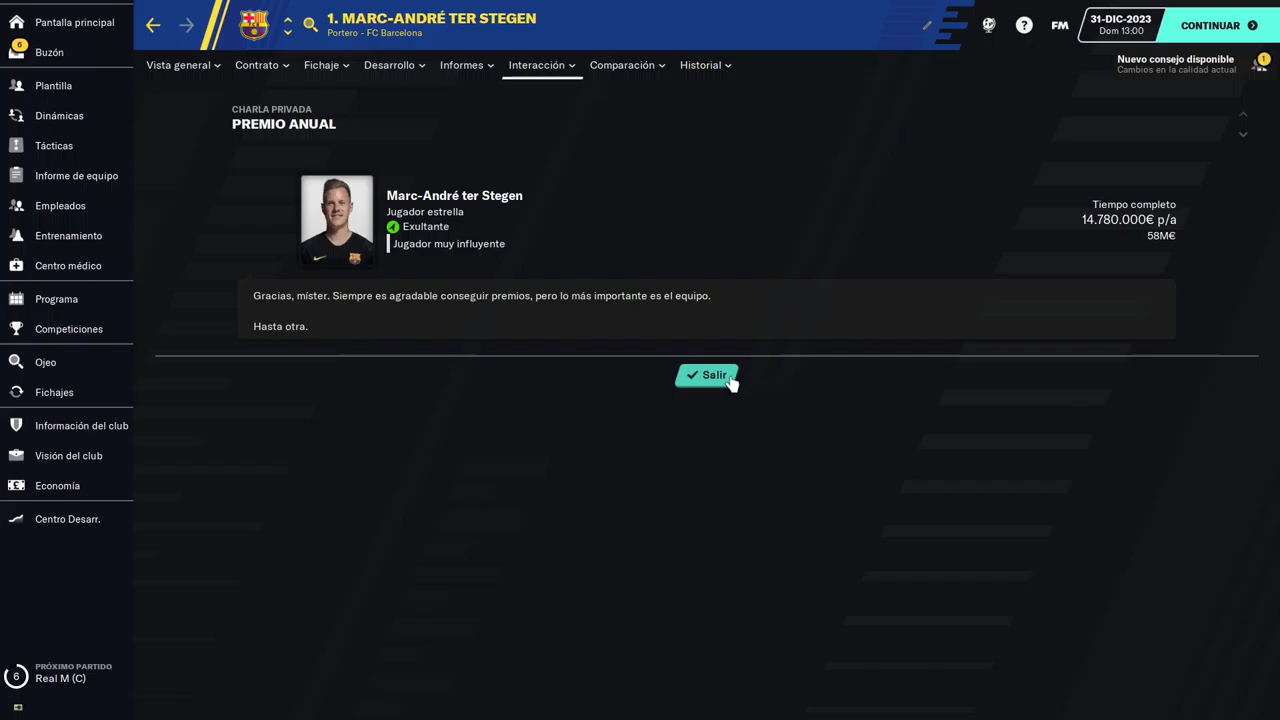 Pantalla principal
6
Buzón
Plantilla
Dinámicas
Tácticas
Informe de equipo
Empleados
Entrenamiento
Centro médico
Programa
Competiciones
Ojeo
Fichajes
Información del club
Visión del club
Economía
Centro Desarr.
PRÓXIMO PARTIDO
6
Real M (C)
1. MARC-ANDRÉ TER STEGEN
Portero - FC Barcelona
?
FM
31-DIC-2023
Dom 13:00
CONTINUAR
Vista general
Contrato
Fichaje
Desarrollo
Informes
Interacción
Comparación
Historial
Nuevo consejo disponible
Cambios en la calidad actual
1
CHARLA PRIVADA
PREMIO ANUAL
Marc-André ter Stegen
Jugador estrella
Exultante
Jugador muy influyente
Tiempo completo
14.780.000€ p/a
58M€
Gracias, míster. Siempre es agradable conseguir premios, pero lo más importante es el equipo.
Hasta otra.
Salir